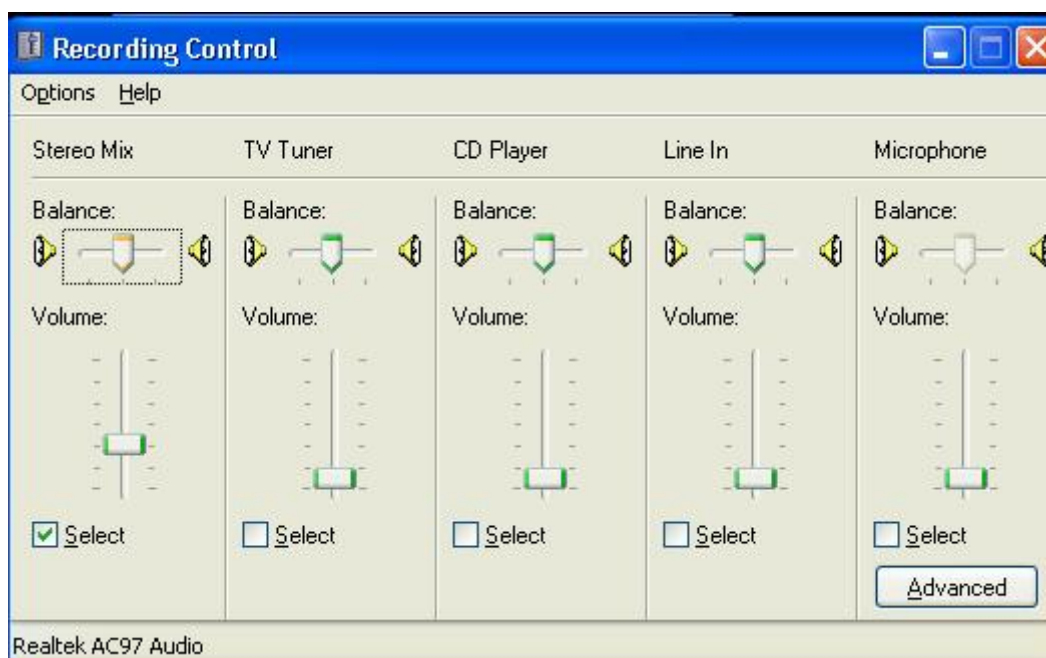 Recording Control
Options Help
Stereo Mix TV Tuner CD Player Line In Microphone
Balance: Balance: Balance: Balance: Balance:
Volume: Volume: Volume: Volume: Volume:
Select Select Select Select Select
Advanced
Realtek AC97 Audio